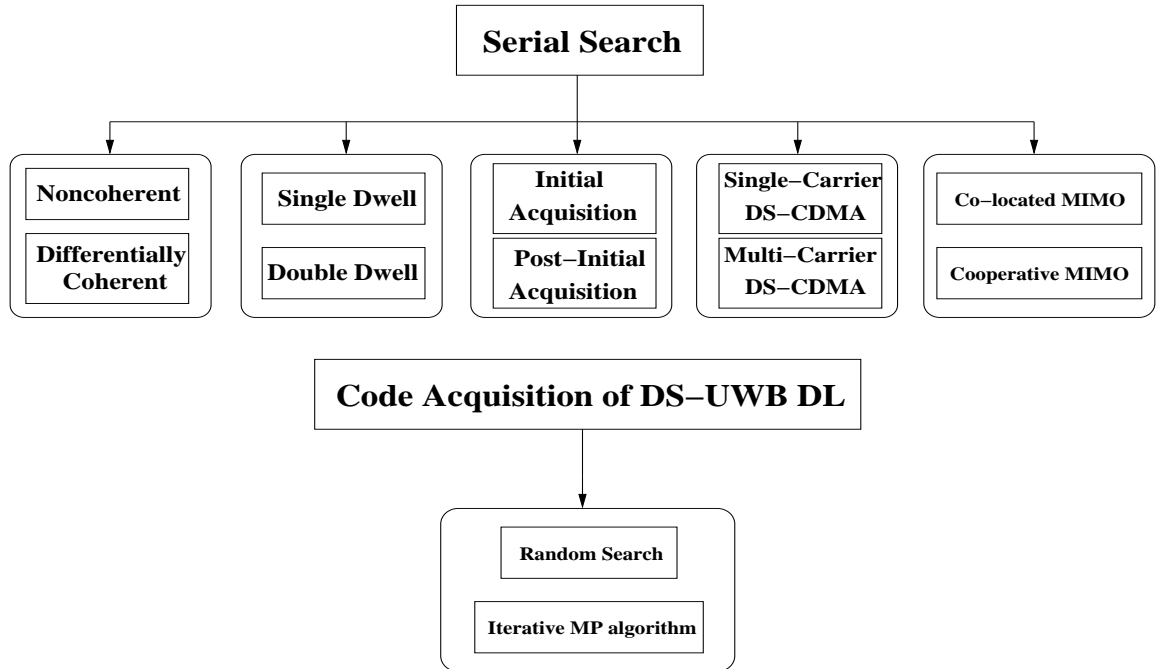 Serial Search
Noncoherent
Differentially
Coherent
Single Dwell
Double Dwell
Initial
Acquisition
Post−Initial
Acquisition
Single−Carrier
DS−CDMA
Multi−Carrier
DS−CDMA
Co−located MIMO
Cooperative MIMO
Code Acquisition of DS−UWB DL
Random Search
Iterative MP algorithm